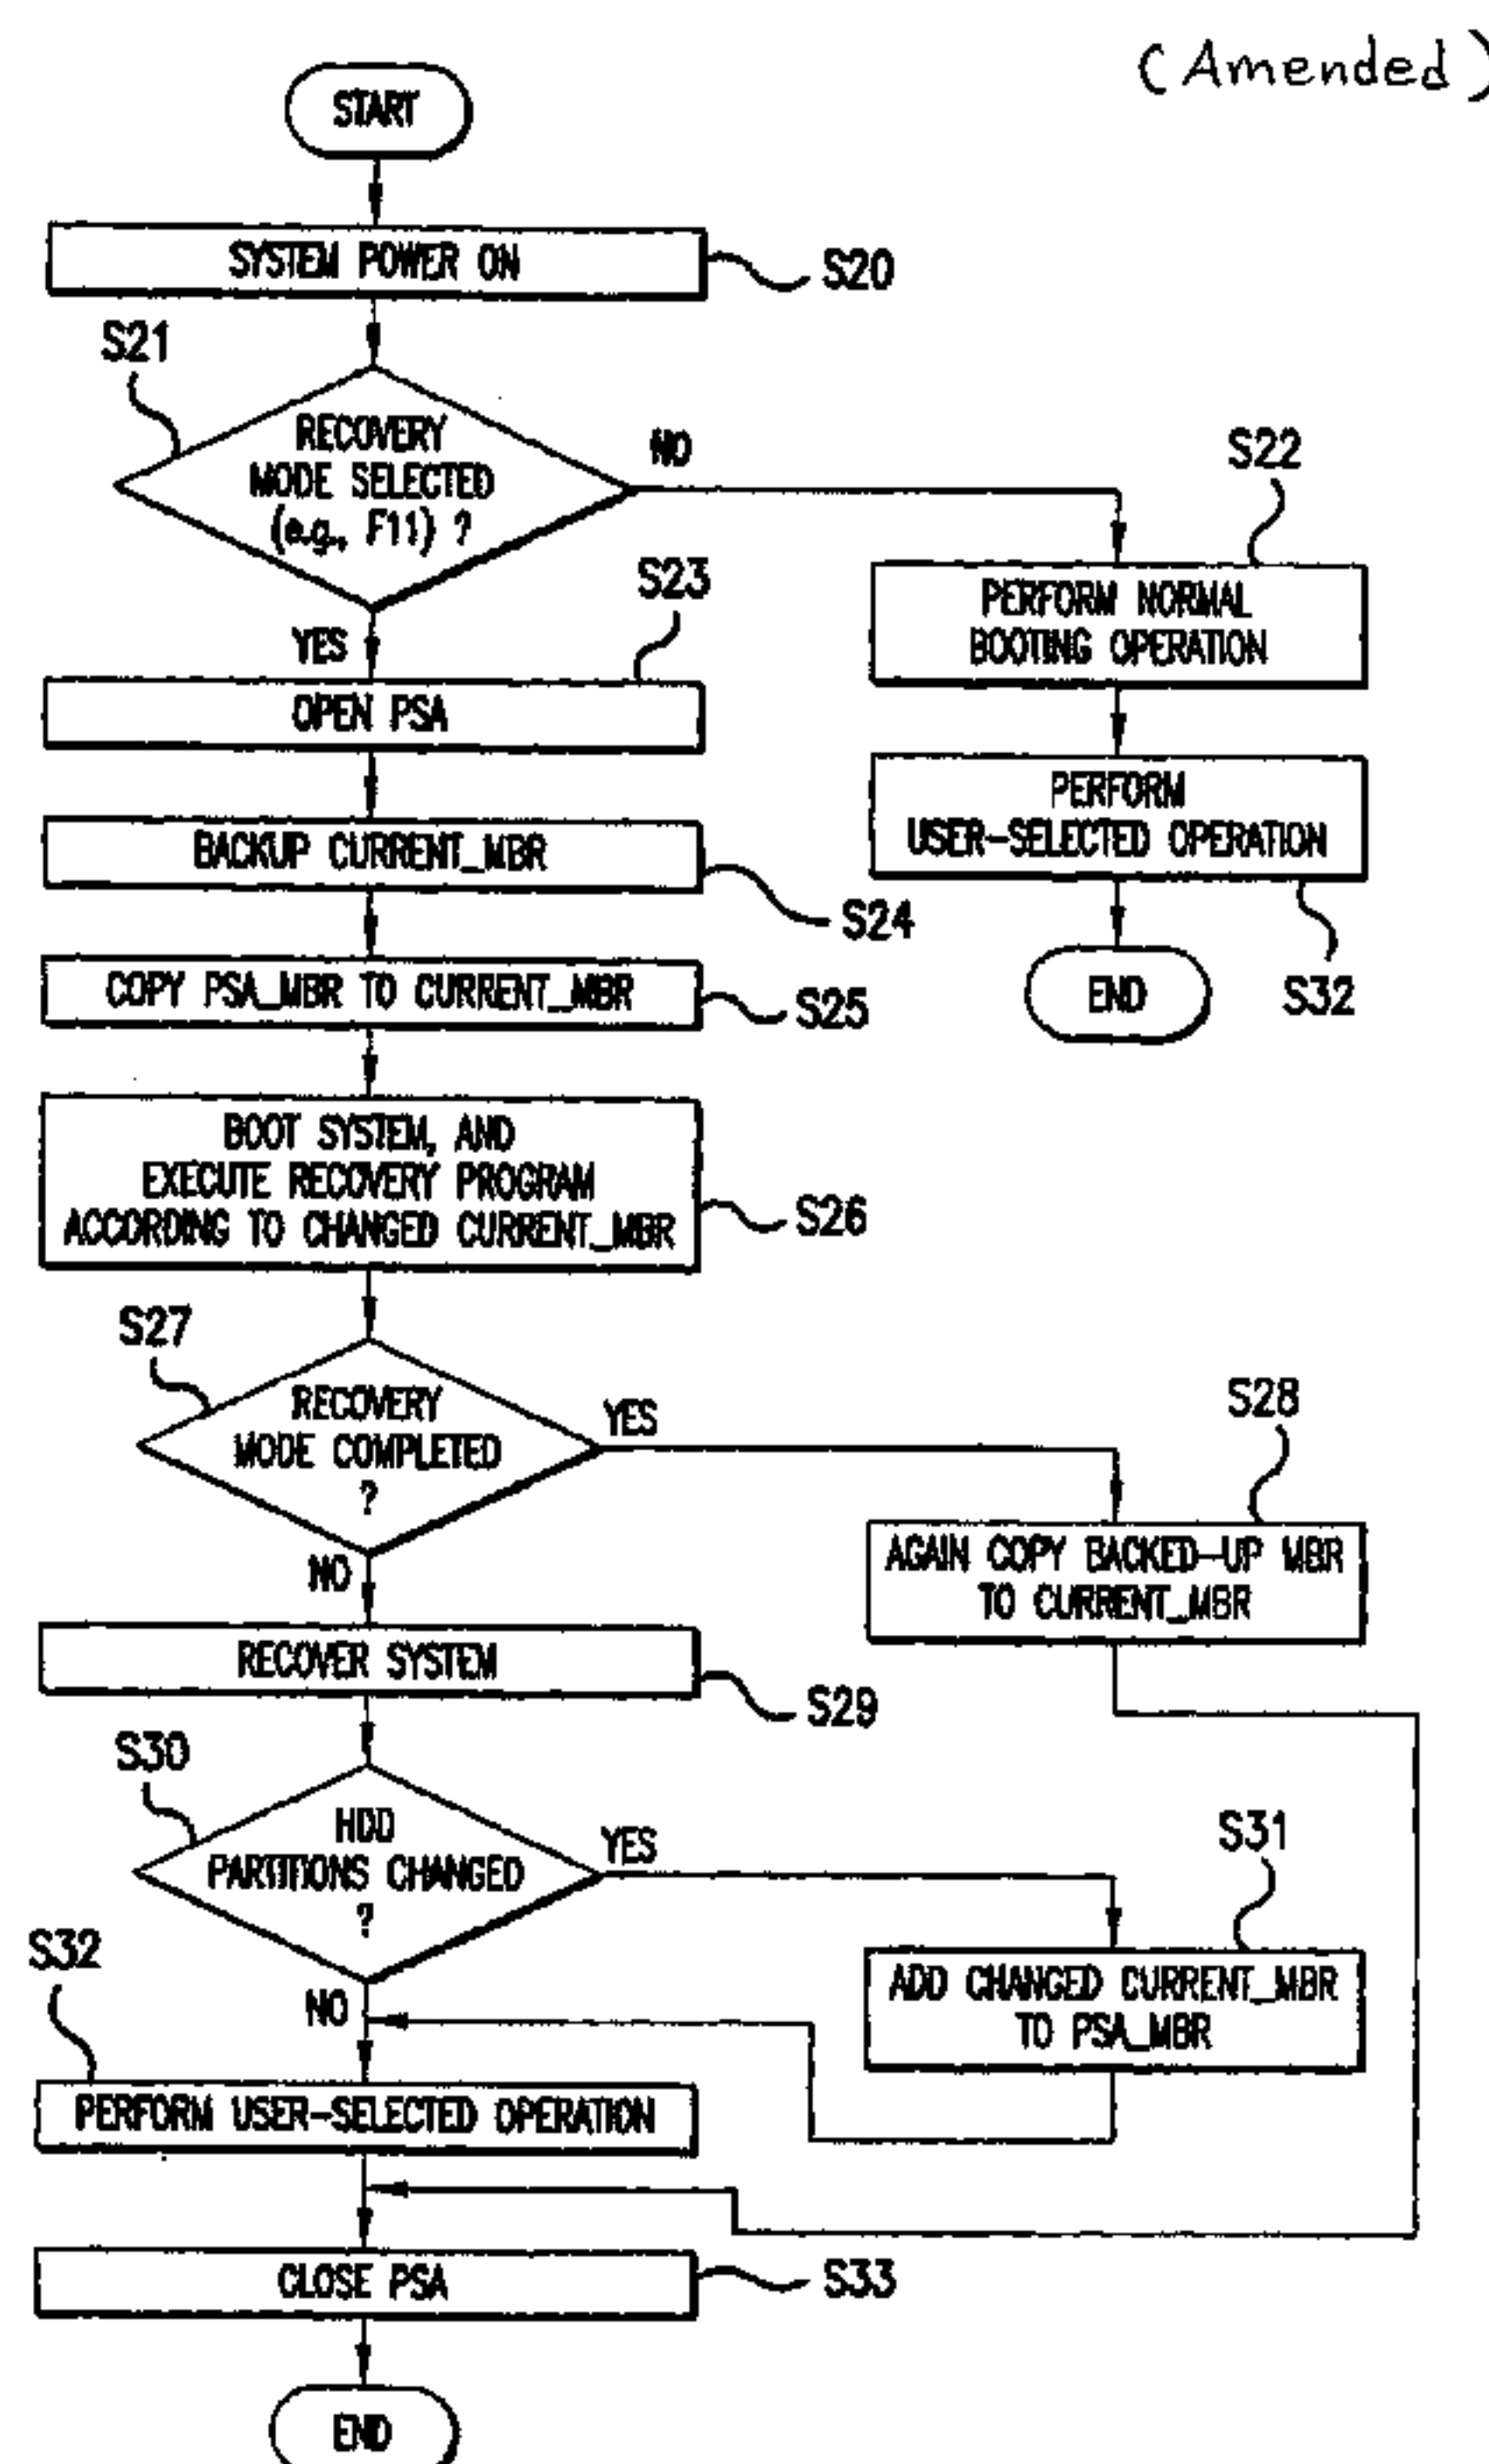 (Amended)
START
SYSTEM POWER ON
S20
S21
RECOVERY
MODE SELECTED
(e.g., F11) ?
NO
YES
S22
PERFORM NORMAL
BOOTING OPERATION
S23
OPEN PSA
PERFORM
USER-SELECTED OPERATION
S32
END
BACKUP CURRENT_MBR
S24
COPY PSA_MBR TO CURRENT_MBR
S25
BOOT SYSTEM, AND
EXECUTE RECOVERY PROGRAM
ACCORDING TO CHANGED CURRENT_MBR
S26
S27
RECOVERY
MODE COMPLETED
?
YES
NO
S28
AGAIN COPY BACKED-UP MBR
TO CURRENT_MBR
RECOVER SYSTEM
S29
S30
HDD
PARTITIONS CHANGED
?
YES
NO
S31
ADD CHANGED CURRENT_MBR
TO PSA_MBR
S32
PERFORM USER-SELECTED OPERATION
CLOSE PSA
S33
END